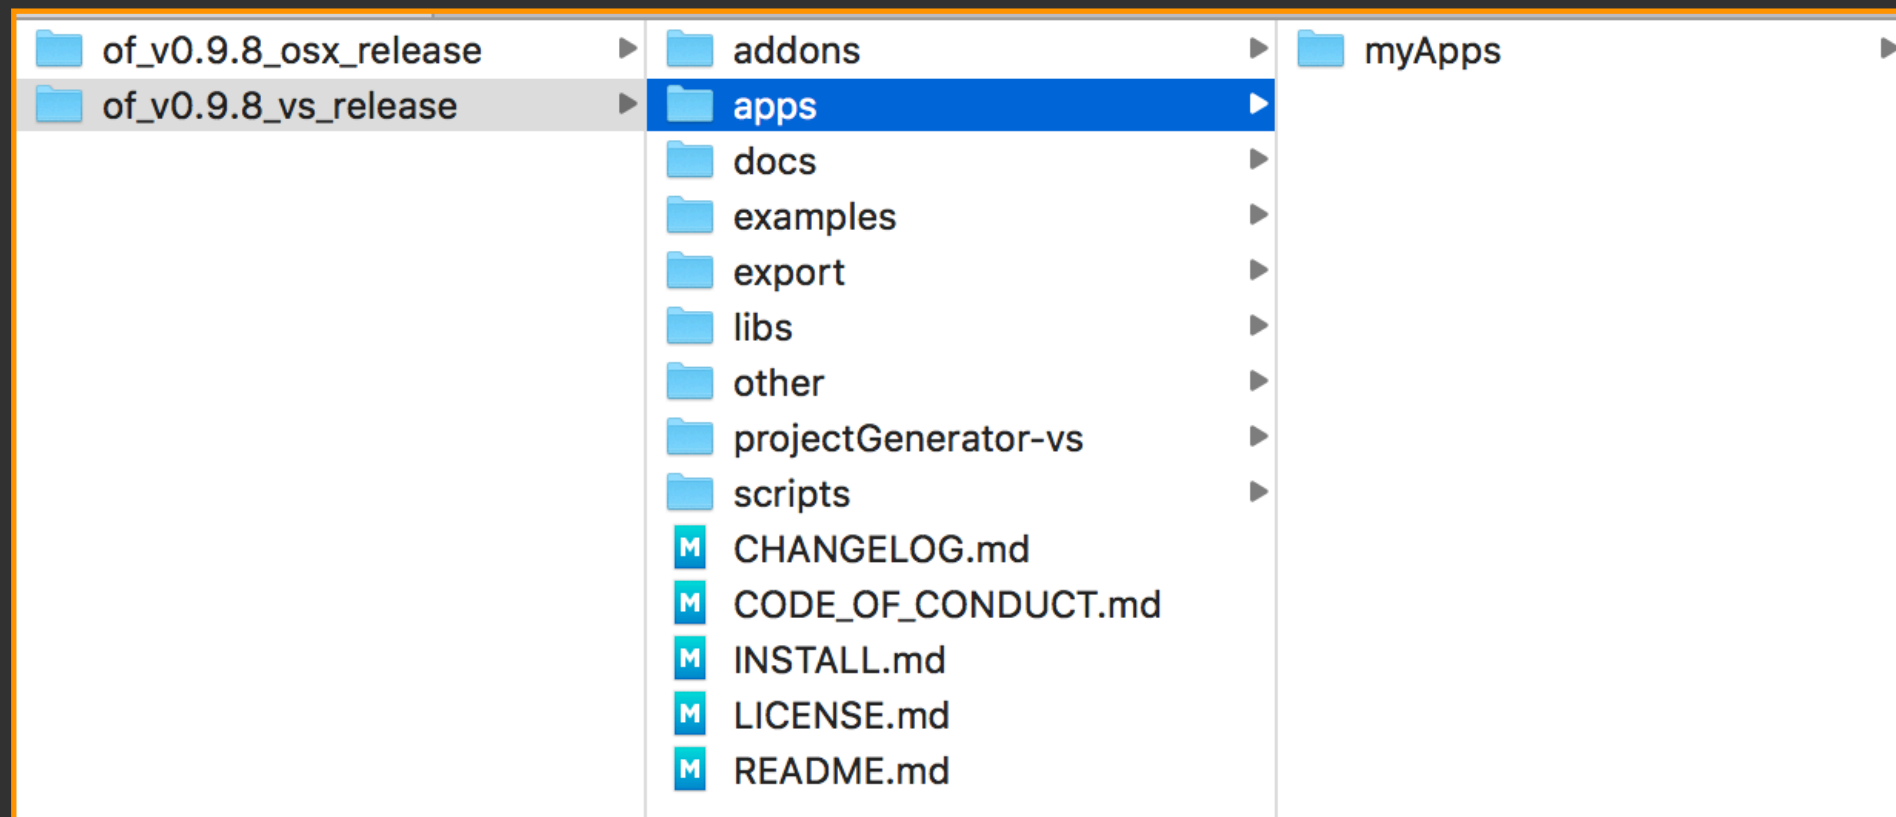 of_v0.9.8_osx_release
of_v0.9.8_vs_release
addons
apps
docs
examples
export
libs
other
projectGenerator-vs
scripts
M CHANGELOG.md
M CODE_OF_CONDUCT.md
M INSTALL.md
M LICENSE.md
M README.md
myApps